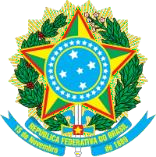 REPÚBLICA FEDERATIVA DO BRASIL
15 de Novembro
de 1889